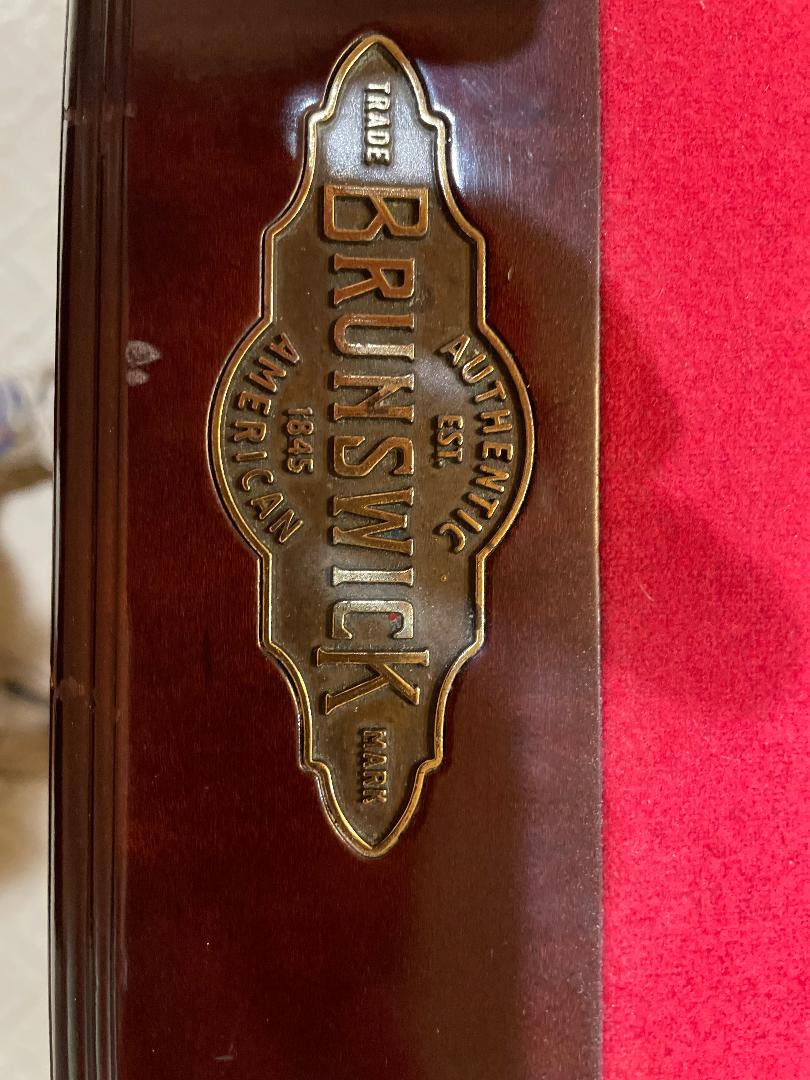 AUTHENTIC
EST.
TRADE BRUNSWICK MARK
1845
AMERICAN